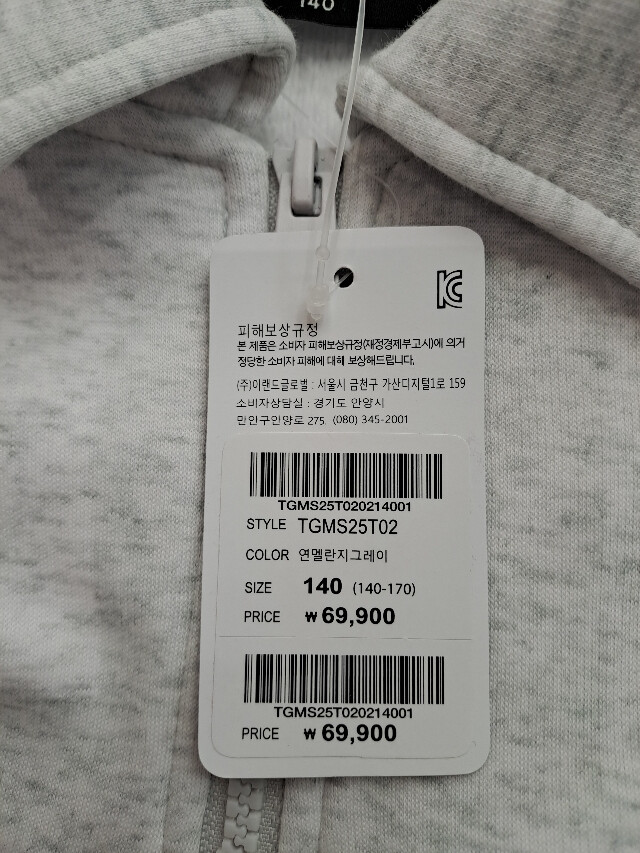 140
피해보상규정
본 제품은 소비자 피해보상규정(재정경제부고시)에 의거
정당한 소비자 피해에 대해 보상해드립니다.
(주)이랜드글로벌 : 서울시 금천구 가산디지털1로 159
소비자상담실 : 경기도 안양시
만안구안양로 275, (080) 345-2001
TGMS25T020214001
STYLE TGMS25T02
COLOR 연멜란지그레이
SIZE 140 (140-170)
PRICE ₩69,900
TGMS25T020214001
PRICE ₩69,900